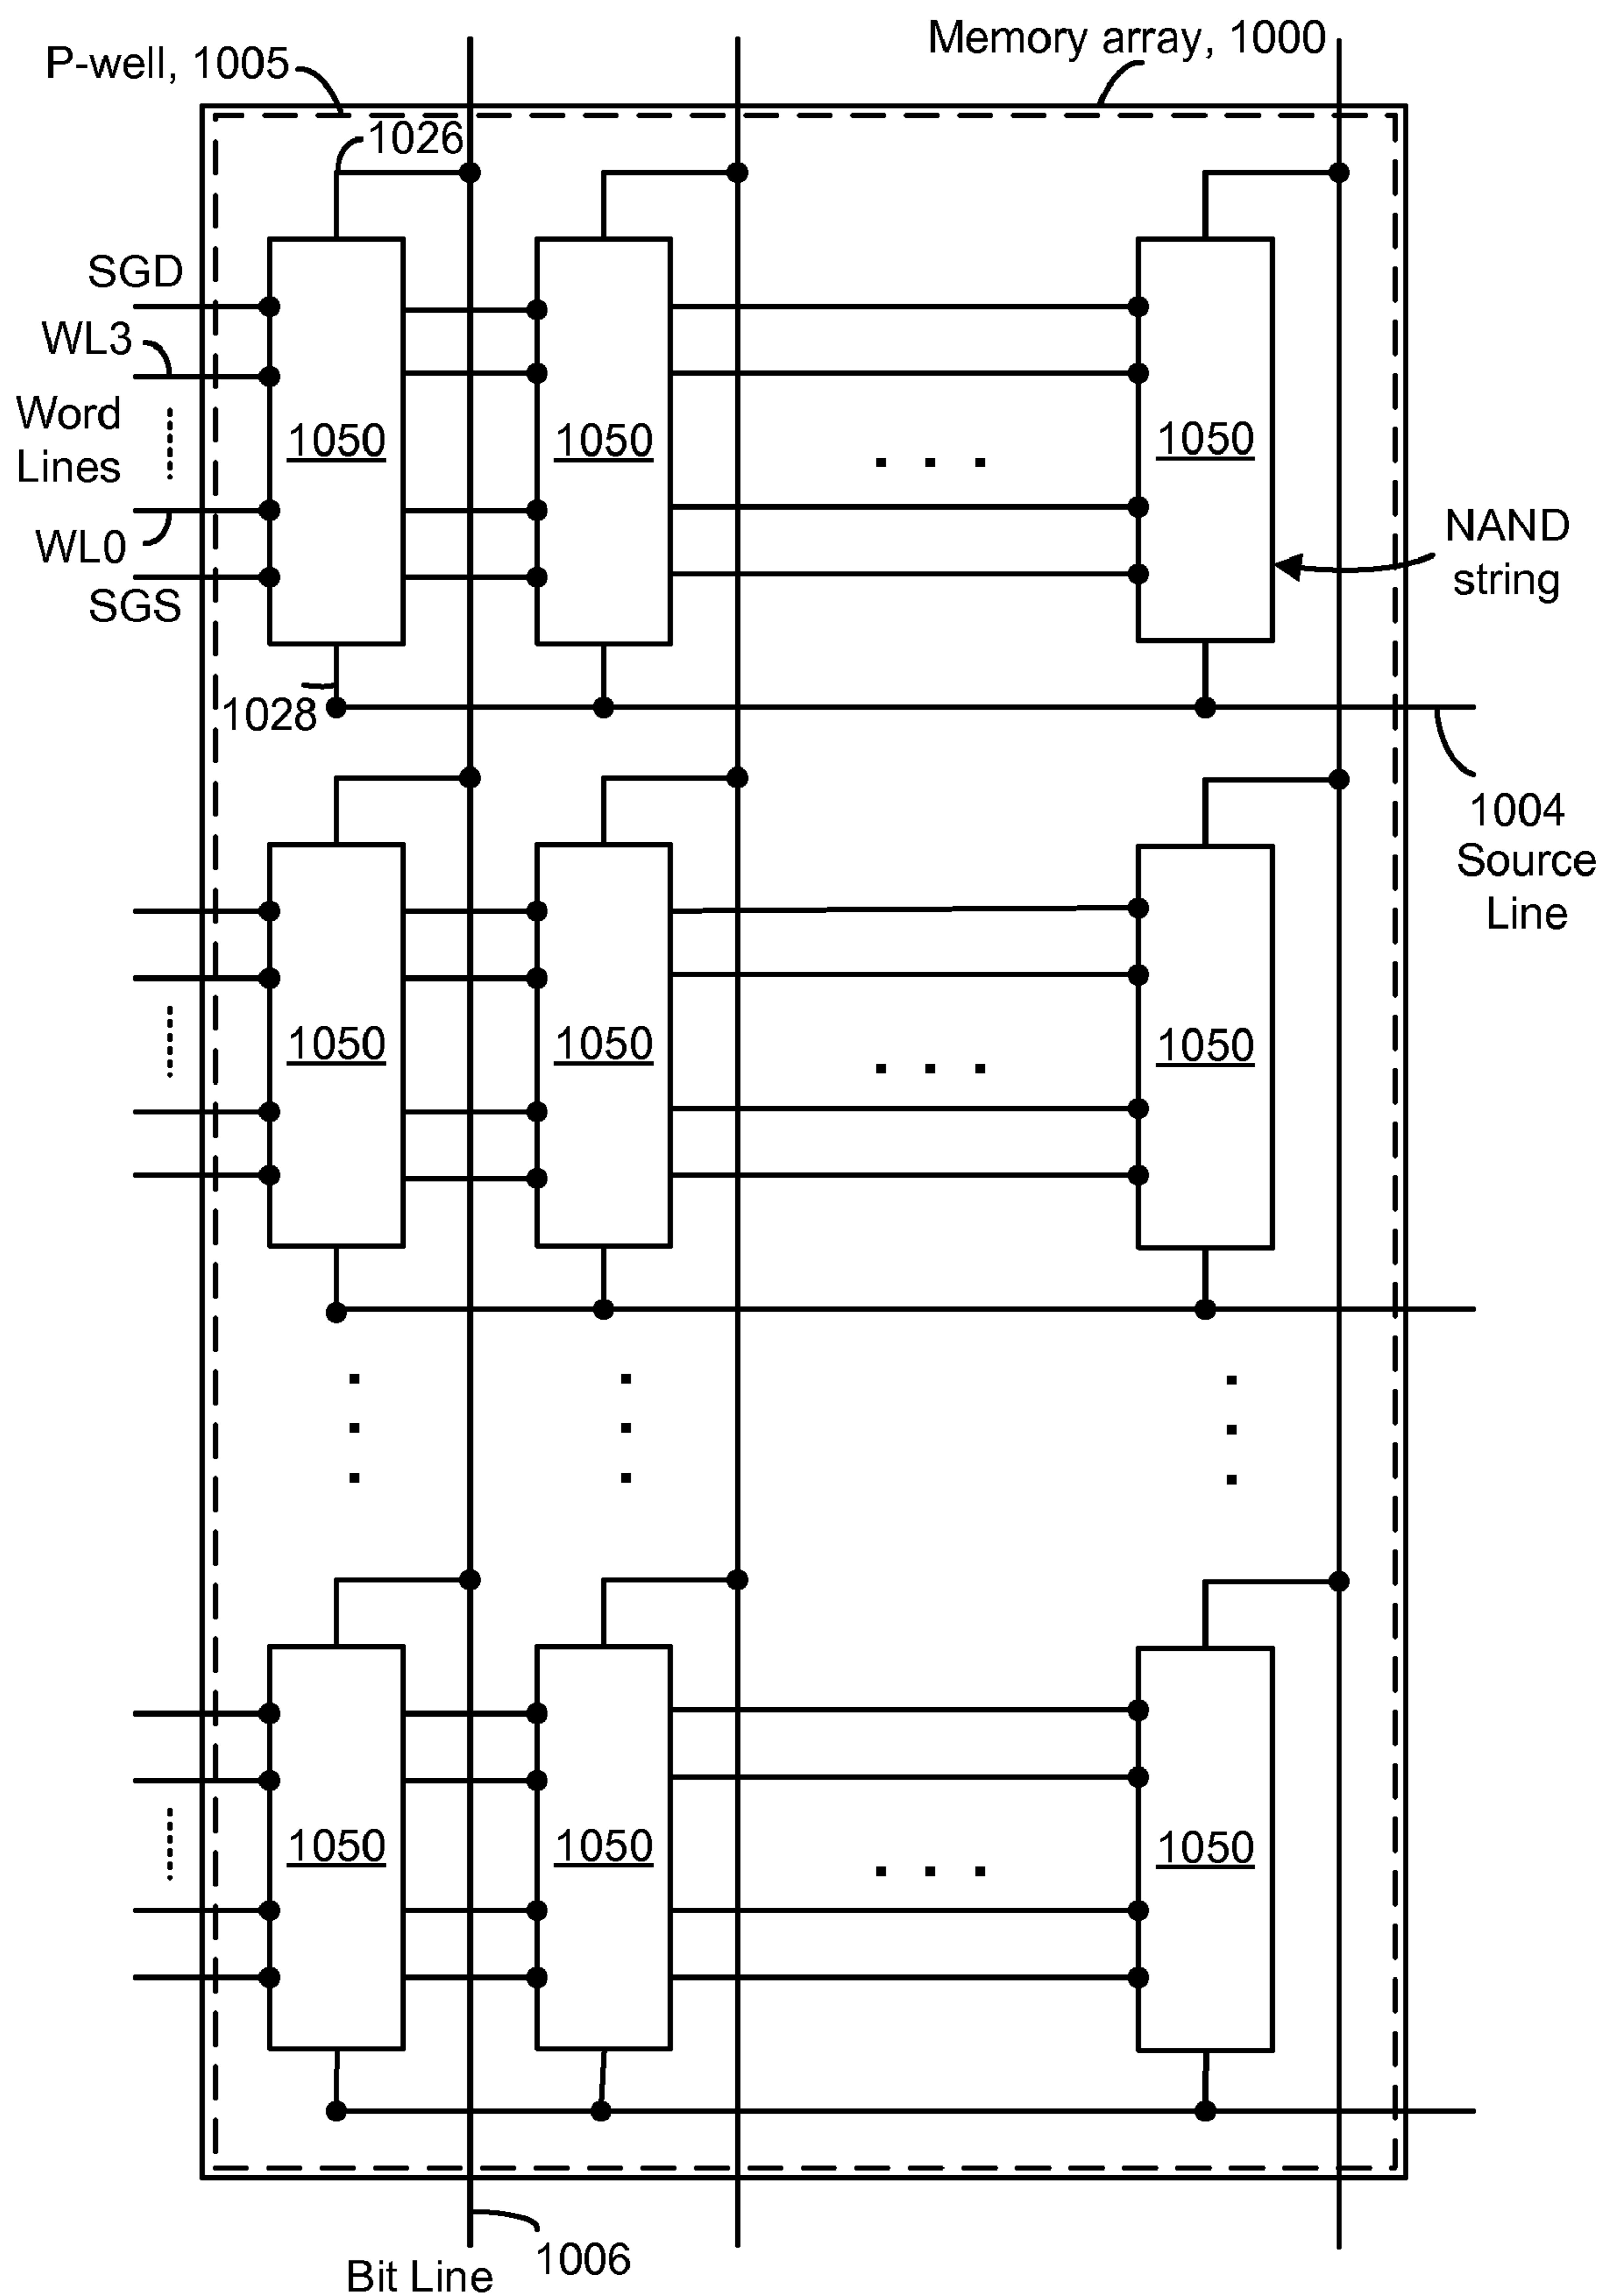 Memory array, 1000
P-well, 1005
1026
SGD
WL3
Word
Lines
1050
1050
1050
WL0
SGS
NAND
string
1028
1004
Source
Line
1050
1050
1050
1050
1050
1050
1006
Bit Line